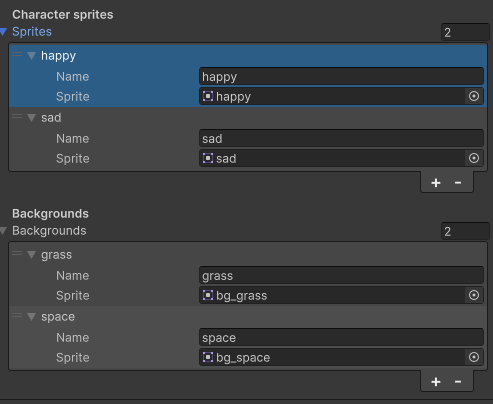 Character sprites
Sprites 2
happy
Name happy
Sprite happy
sad
Name sad
Sprite sad
+ -
Backgrounds
Backgrounds 2
grass
Name grass
Sprite bg_grass
space
Name space
Sprite bg_space
+ -